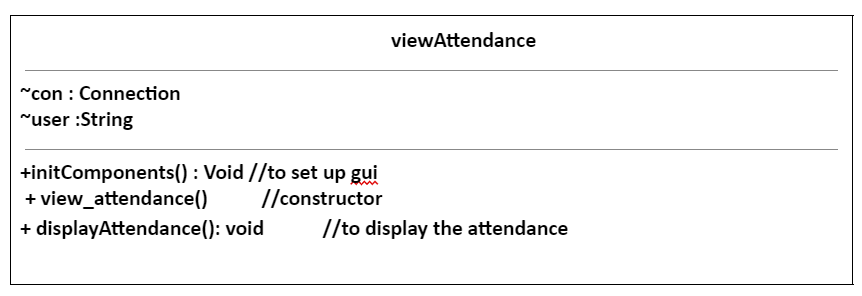 viewAttendance
~con : Connection
~user :String
+initComponents() : Void //to set up gui
+ view_attendance() //constructor
+ displayAttendance(): void //to display the attendance